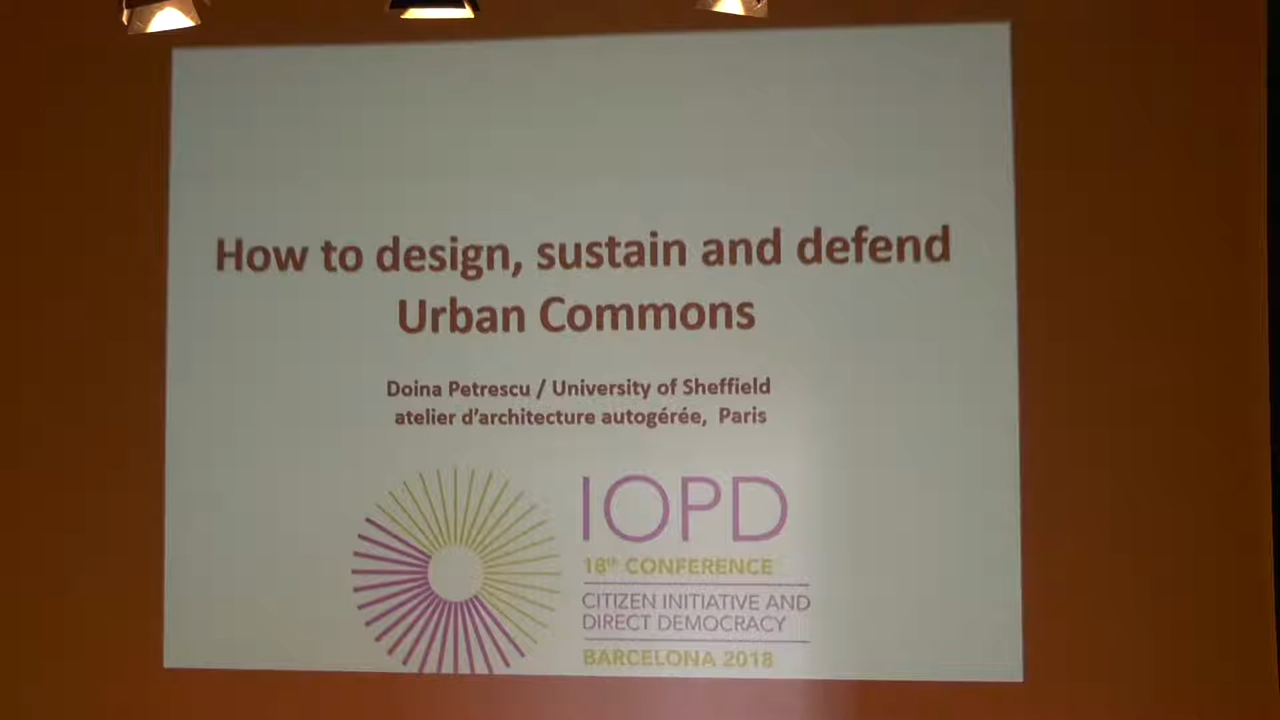 How to design, sustain and defend
Urban Commons
Doina Petrescu / University of Sheffield
atelier d'architecture autogérée, Paris
IOPD
18th CONFERENCE
CITIZEN INITIATIVE AND
DIRECT DEMOCRACY
BARCELONA 2018